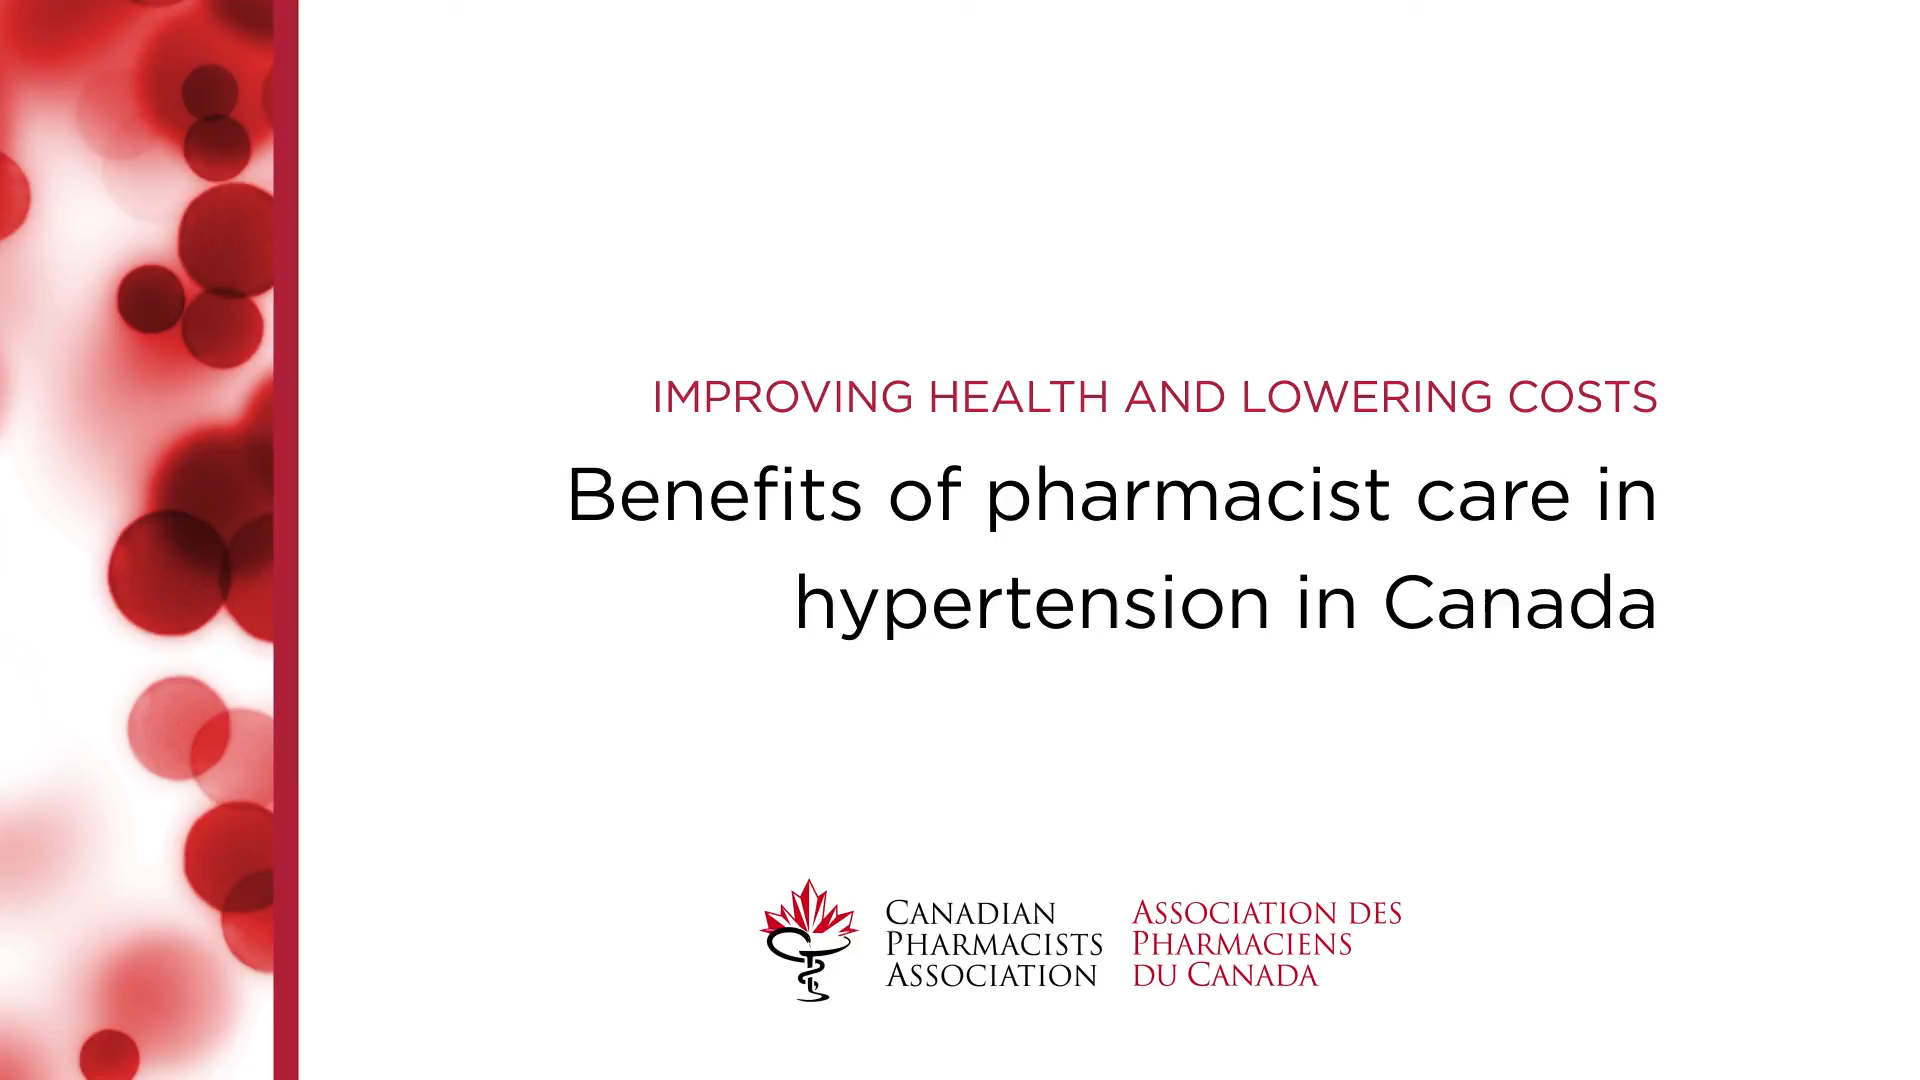 IMPROVING HEALTH AND LOWERING COSTS
Benefits of pharmacist care in
hypertension in Canada
CANADIAN
PHARMACISTS
ASSOCIATION
ASSOCIATION DES
PHARMACIENS
DU CANADA